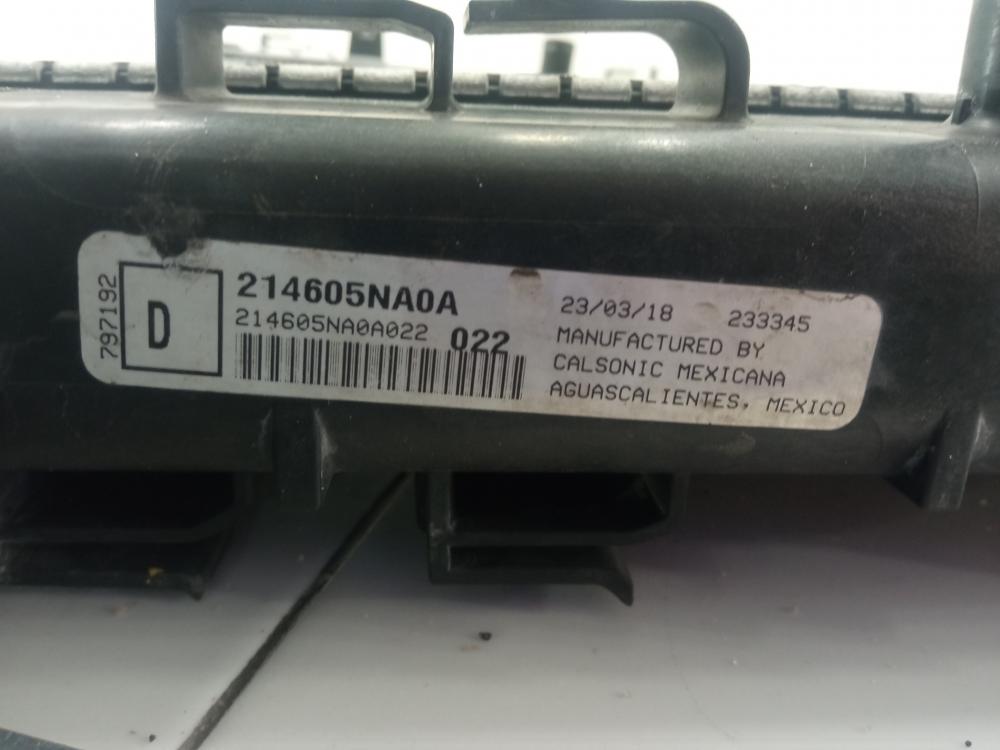 797192
D
214605NA0A
214605NA0A022 022
23/03/18 233345
MANUFACTURED BY
CALSONIC MEXICANA
AGUASCALIENTES, MEXICO